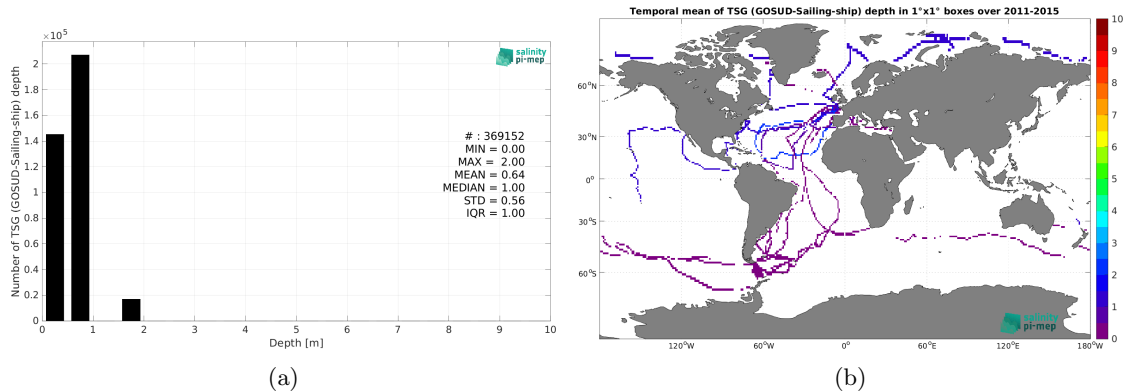 ×10⁵
salinity
pi-mep
2
1.8
1.6
1.4
1.2
1
0.8
0.6
0.4
0.2
0
Number of TSG (GOSUD-Sailing-ship) depth
# : 369152
MIN = 0.00
MAX = 2.00
MEAN = 0.64
MEDIAN = 1.00
STD = 0.56
IQR = 1.00
0 1 2 3 4 5 6 7 8 9 10
Depth [m]
(a)
Temporal mean of TSG (GOSUD-Sailing-ship) depth in 1°x1° boxes over 2011-2015
60°N
30°N
0°
30°S
60°S
120°W 60°W 0° 60°E 120°E 180°W
salinity
pi-mep
10
9
8
7
6
5
4
3
2
1
0
(b)